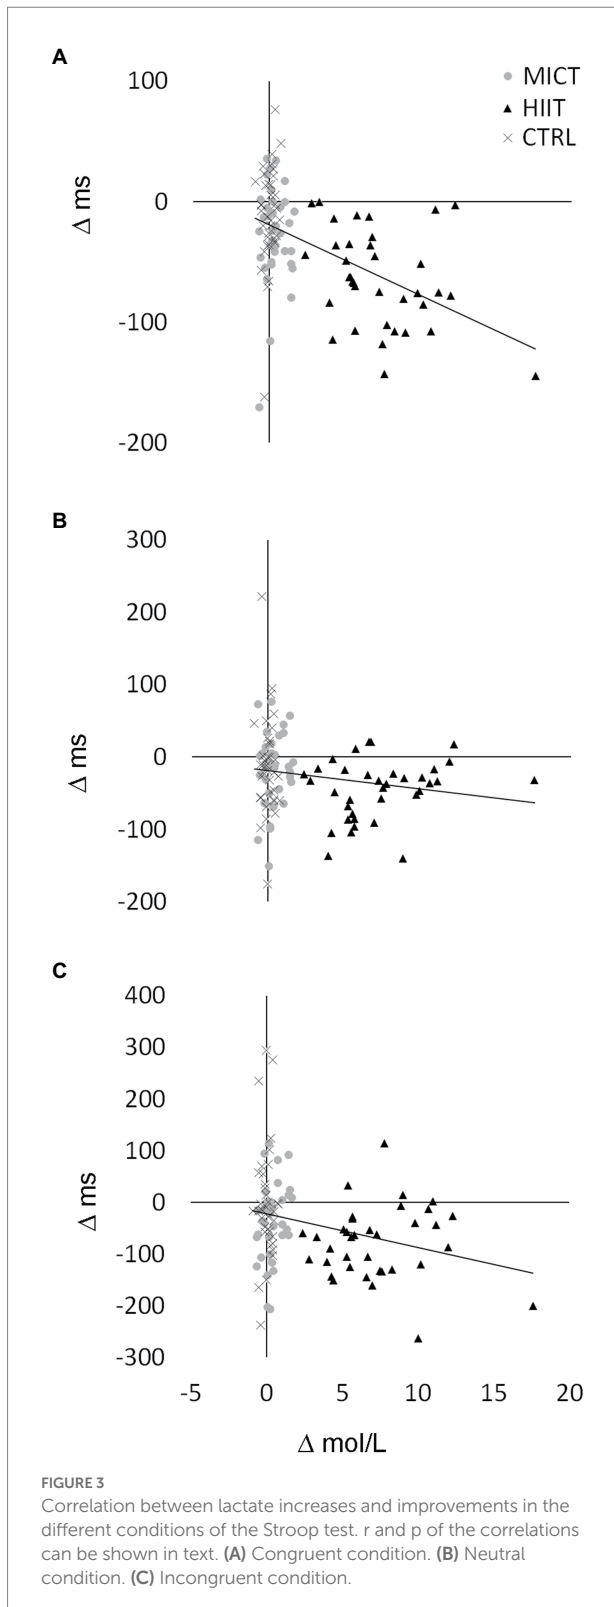 A
100
0
-100
-200
Δ ms
MICT
HIIT
CTRL
B
300
200
100
0
-100
-200
Δ ms
C
400
300
200
100
0
-100
-200
-300
Δ ms
-5 0 5 10 15 20
Δ mol/L
FIGURE 3
Correlation between lactate increases and improvements in the
different conditions of the Stroop test. r and p of the correlations
can be shown in text. (A) Congruent condition. (B) Neutral
condition. (C) Incongruent condition.